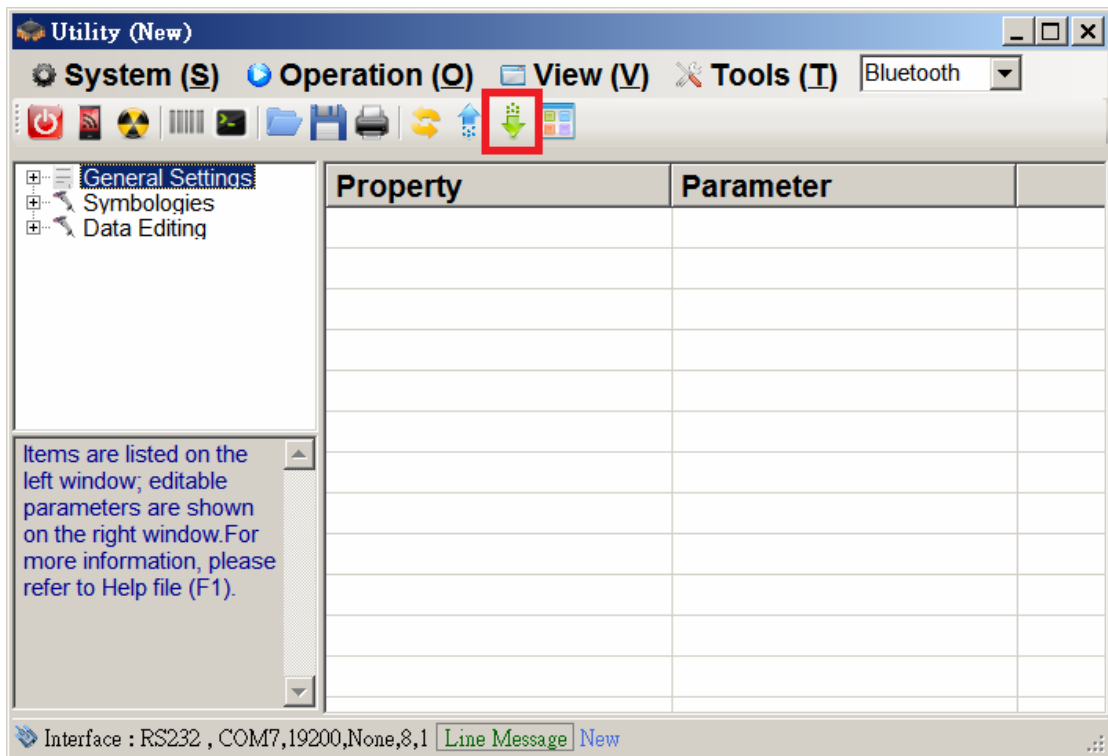 Utility (New)
System (S) Operation (O) View (V) Tools (T) Bluetooth
General Settings
Symbologies
Data Editing
Property Parameter
Items are listed on the
left window; editable
parameters are shown
on the right window.For
more information, please
refer to Help file (F1).
Interface : RS232 , COM7,19200,None,8,1 Line Message New